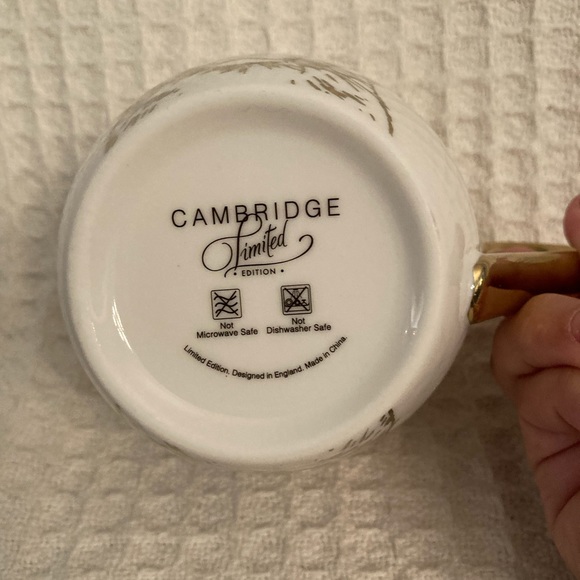 CAMBRIDGE
Limited
• EDITION •
Not
Microwave Safe
Not
Dishwasher Safe
Limited Edition. Designed in England. Made in China.